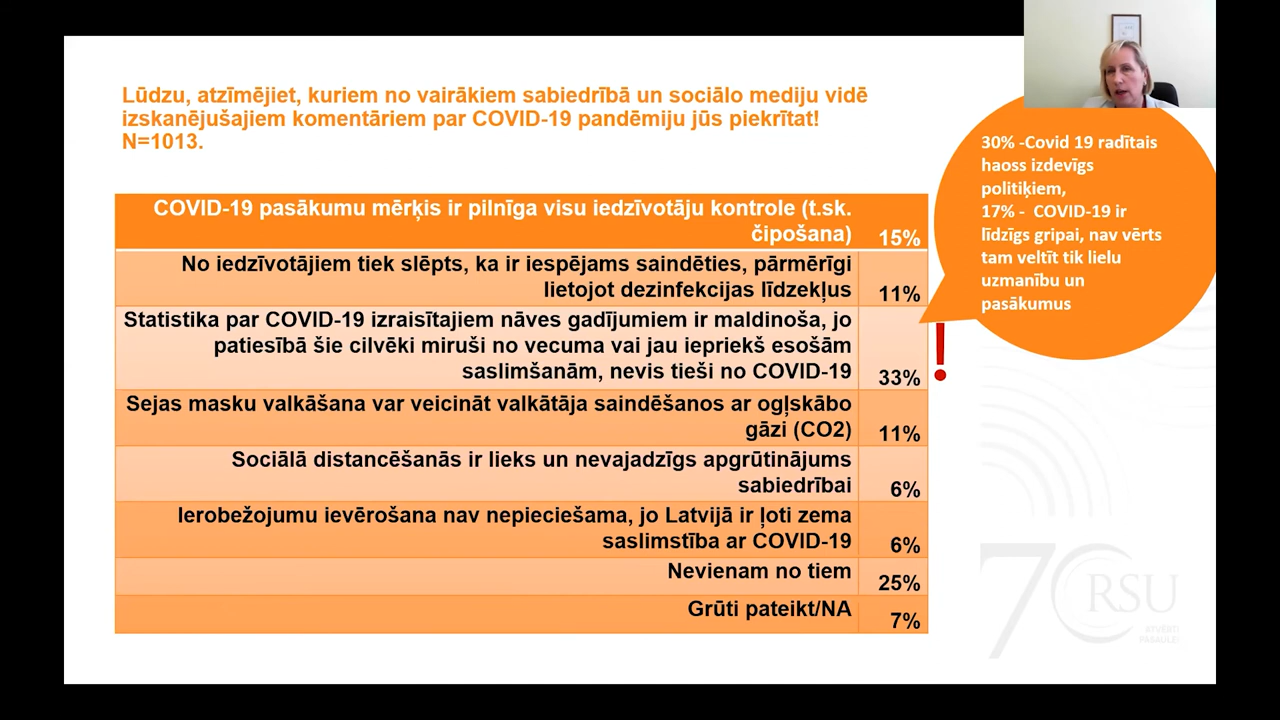 Lūdzu, atzīmējiet, kuriem no vairākiem sabiedrībā un sociālo mediju vidē
izskanējušajiem komentāriem par COVID-19 pandēmiju jūs piekrītat!
N=1013.
COVID-19 pasākumu mērķis ir pilnīga visu iedzīvotāju kontrole (t.sk.
čipošana) 15%
No iedzīvotājiem tiek slēpts, ka ir iespējams saindēties, pārmērīgi
lietojot dezinfekcijas līdzekļus 11%
Statistika par COVID-19 izraisītajiem nāves gadījumiem ir maldinoša, jo
patiesībā šie cilvēki miruši no vecuma vai jau iepriekš esošām
saslimšanām, nevis tieši no COVID-19 33%
Sejas masku valkāšana var veicināt valkātāja saindēšanos ar ogļskābo
gāzi (CO2) 11%
Sociālā distancēšanās ir lieks un nevajadzīgs apgrūtinājums
sabiedrībai 6%
Ierobežojumu ievērošana nav nepieciešama, jo Latvijā ir ļoti zema
saslimstība ar COVID-19 6%
Nevienam no tiem 25%
Grūti pateikt/NA 7%
30% -Covid 19 radītais
haoss izdevīgs
politiķiem,
17% - COVID-19 ir
līdzīgs gripai, nav vērts
tam veltīt tik lielu
uzmanību un
pasākumus
!
70 RSU
ATVĒRTI
PASAULEI